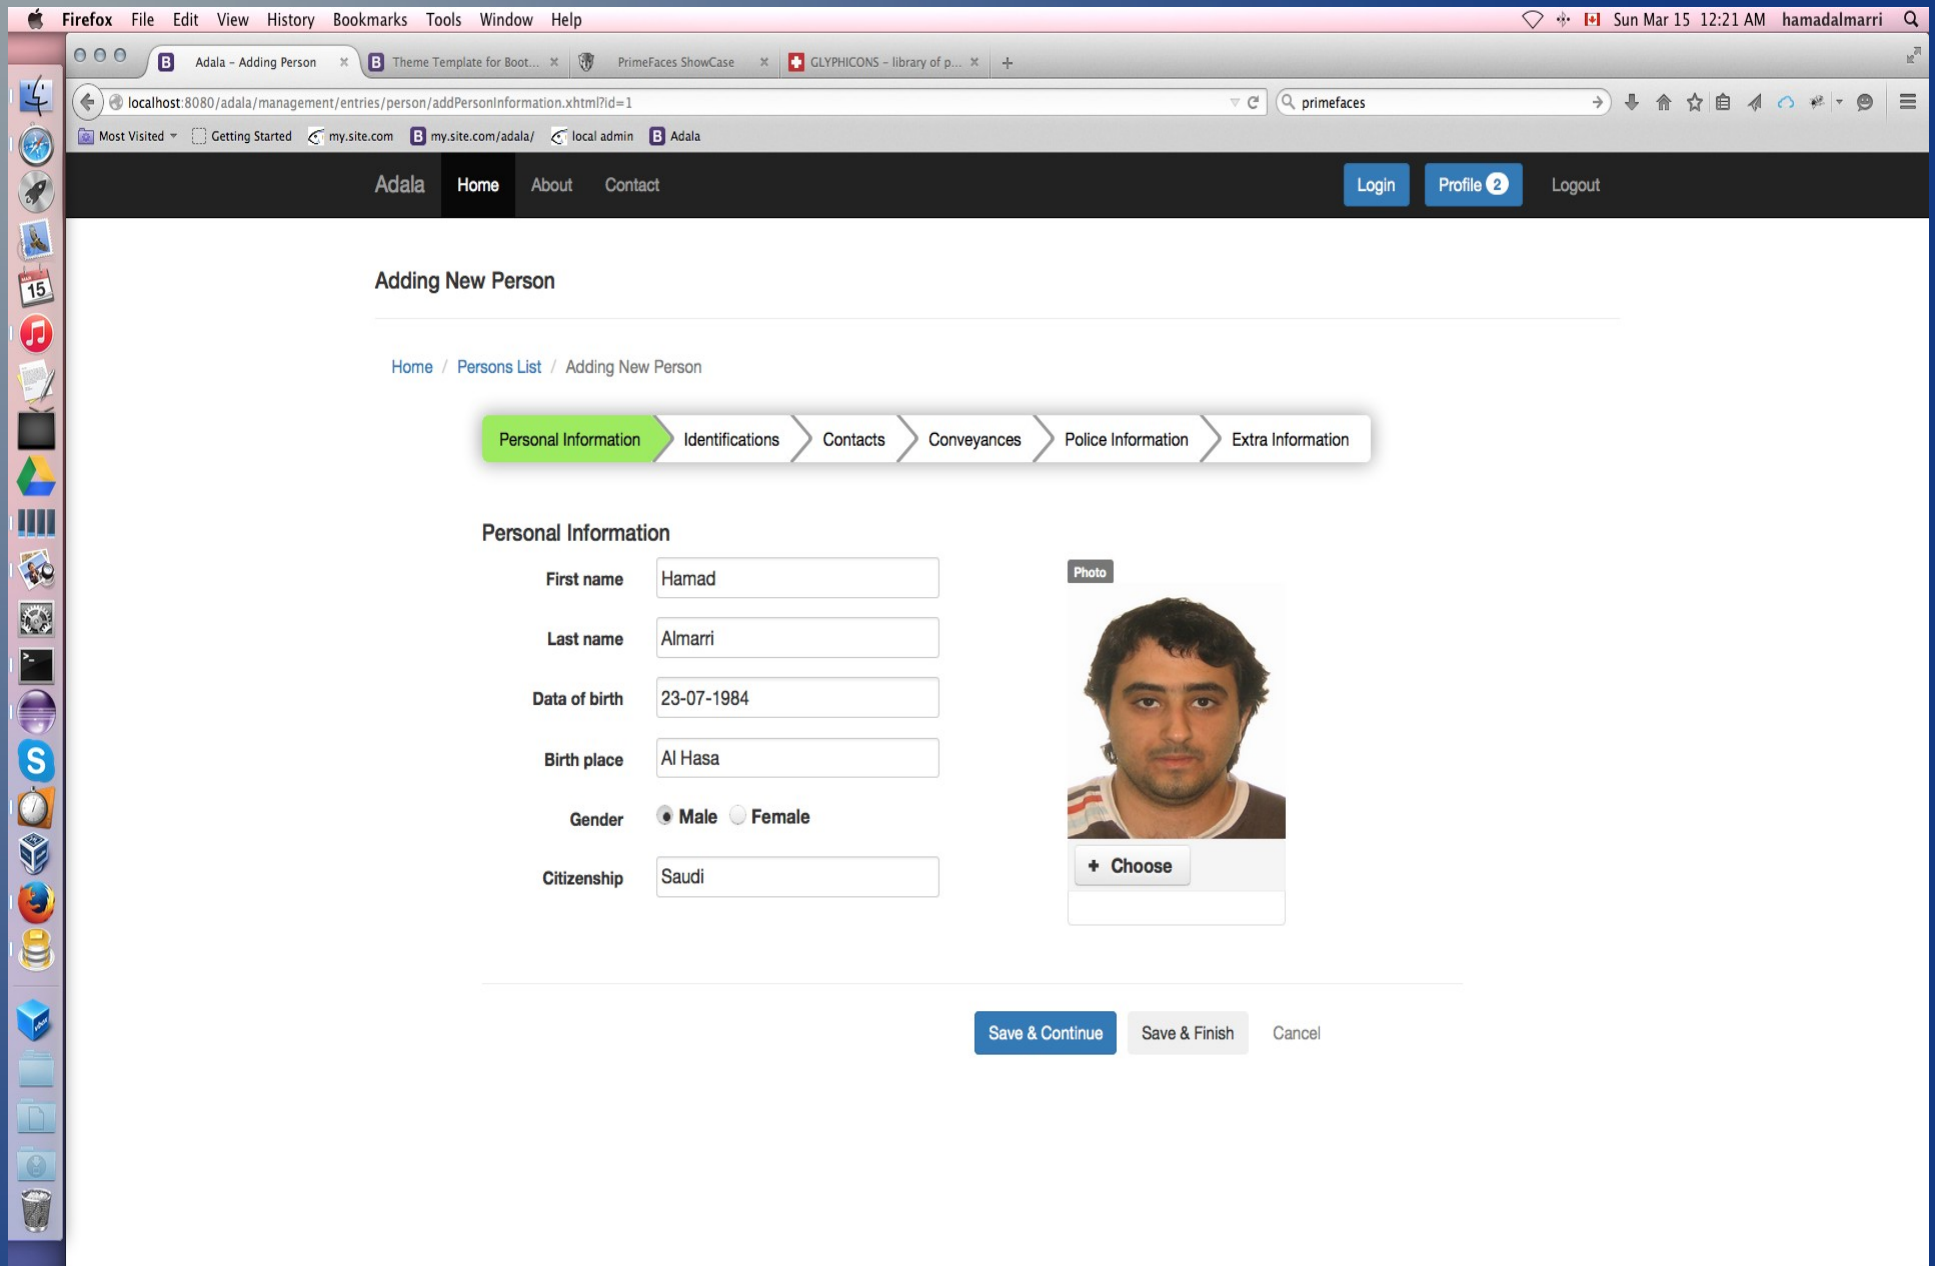 Firefox File Edit View History Bookmarks Tools Window Help Sun Mar 15 12:21 AM hamadalmarri
Adala - Adding Person Theme Template for Boot... PrimeFaces ShowCase GLYPHICONS - library of p...
localhost:8080/adala/management/entries/person/addPersonInformation.xhtml?id=1 primefaces
Most Visited Getting Started my.site.com my.site.com/adala/ local admin Adala
Adala Home About Contact Login Profile 2 Logout
Adding New Person
Home / Persons List / Adding New Person
Personal Information Identifications Contacts Conveyances Police Information Extra Information
Personal Information
First name Hamad
Photo
Last name Almarri
Data of birth 23-07-1984
Birth place Al Hasa
Gender Male Female
Citizenship Saudi
+ Choose
Save & Continue Save & Finish Cancel